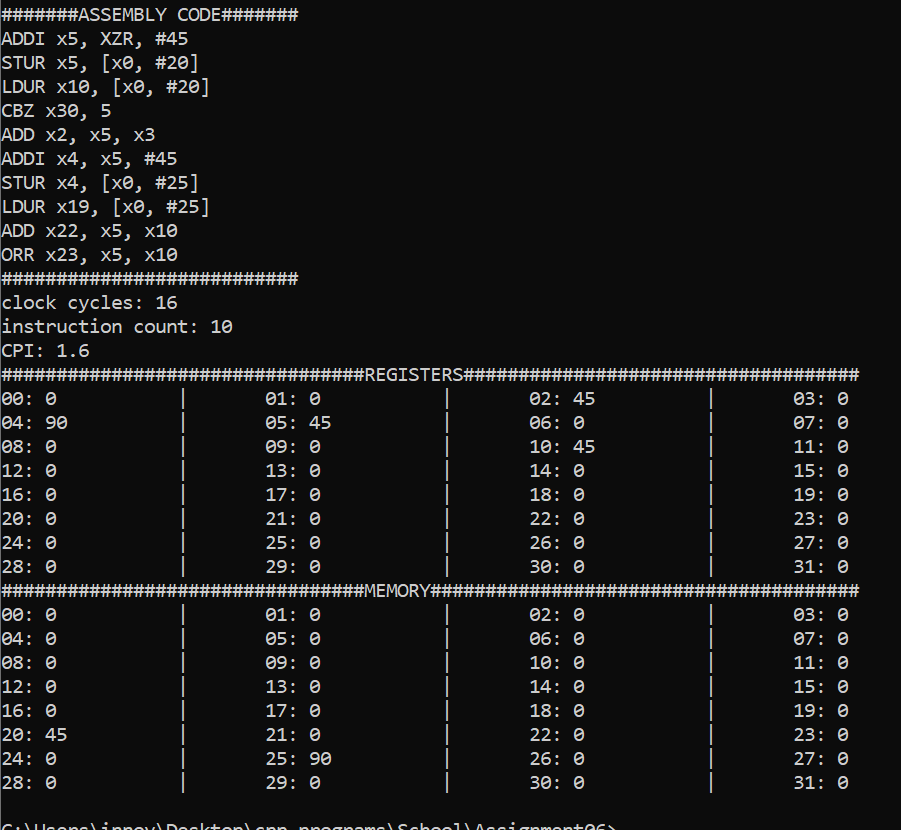 #######ASSEMBLY CODE#######
ADDI x5, XZR, #45
STUR x5, [x0, #20]
LDUR x10, [x0, #20]
CBZ x30, 5
ADD x2, x5, x3
ADDI x4, x5, #45
STUR x4, [x0, #25]
LDUR x19, [x0, #25]
ADD x22, x5, x10
ORR x23, x5, x10
###########################
clock cycles: 16
instruction count: 10
CPI: 1.6
#################################REGISTERS####################################
00: 0 | 01: 0 | 02: 45 | 03: 0
04: 90 | 05: 45 | 06: 0 | 07: 0
08: 0 | 09: 0 | 10: 45 | 11: 0
12: 0 | 13: 0 | 14: 0 | 15: 0
16: 0 | 17: 0 | 18: 0 | 19: 0
20: 0 | 21: 0 | 22: 0 | 23: 0
24: 0 | 25: 0 | 26: 0 | 27: 0
28: 0 | 29: 0 | 30: 0 | 31: 0
#################################MEMORY#######################################
00: 0 | 01: 0 | 02: 0 | 03: 0
04: 0 | 05: 0 | 06: 0 | 07: 0
08: 0 | 09: 0 | 10: 0 | 11: 0
12: 0 | 13: 0 | 14: 0 | 15: 0
16: 0 | 17: 0 | 18: 0 | 19: 0
20: 45 | 21: 0 | 22: 0 | 23: 0
24: 0 | 25: 90 | 26: 0 | 27: 0
28: 0 | 29: 0 | 30: 0 | 31: 0